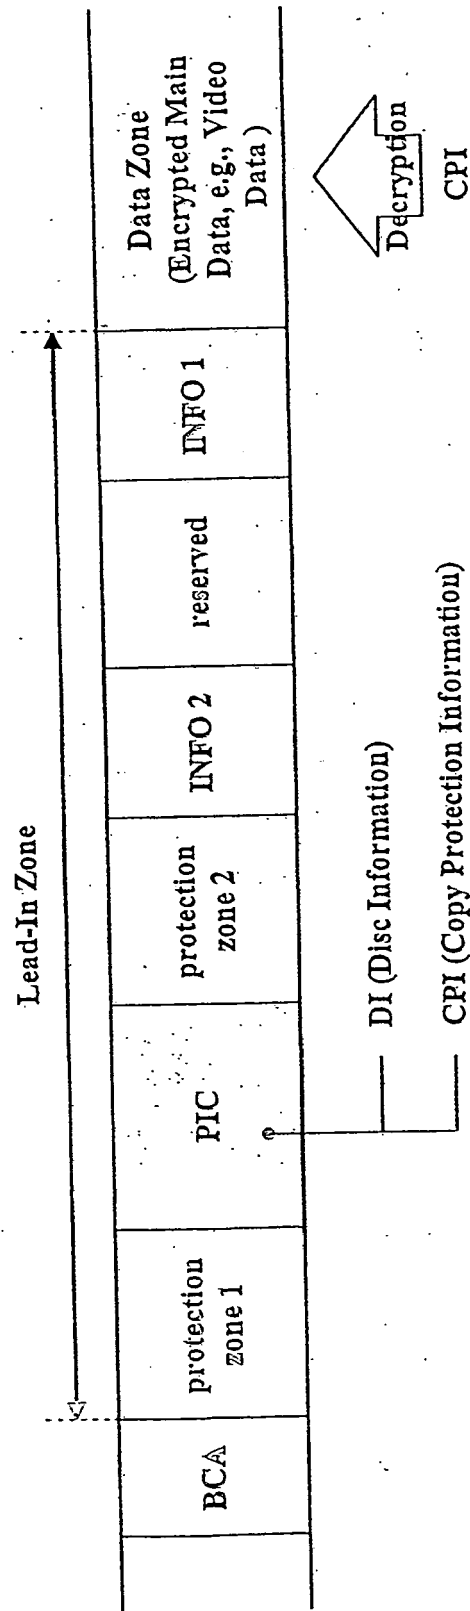 Lead-In Zone
BCA
protection
zone 1
PIC
protection
zone 2
INFO 2
reserved
INFO 1
Data Zone
(Encrypted Main
Data, e.g., Video
Data)
DI (Disc Information)
CPI (Copy Protection Information)
Decryption
CPI